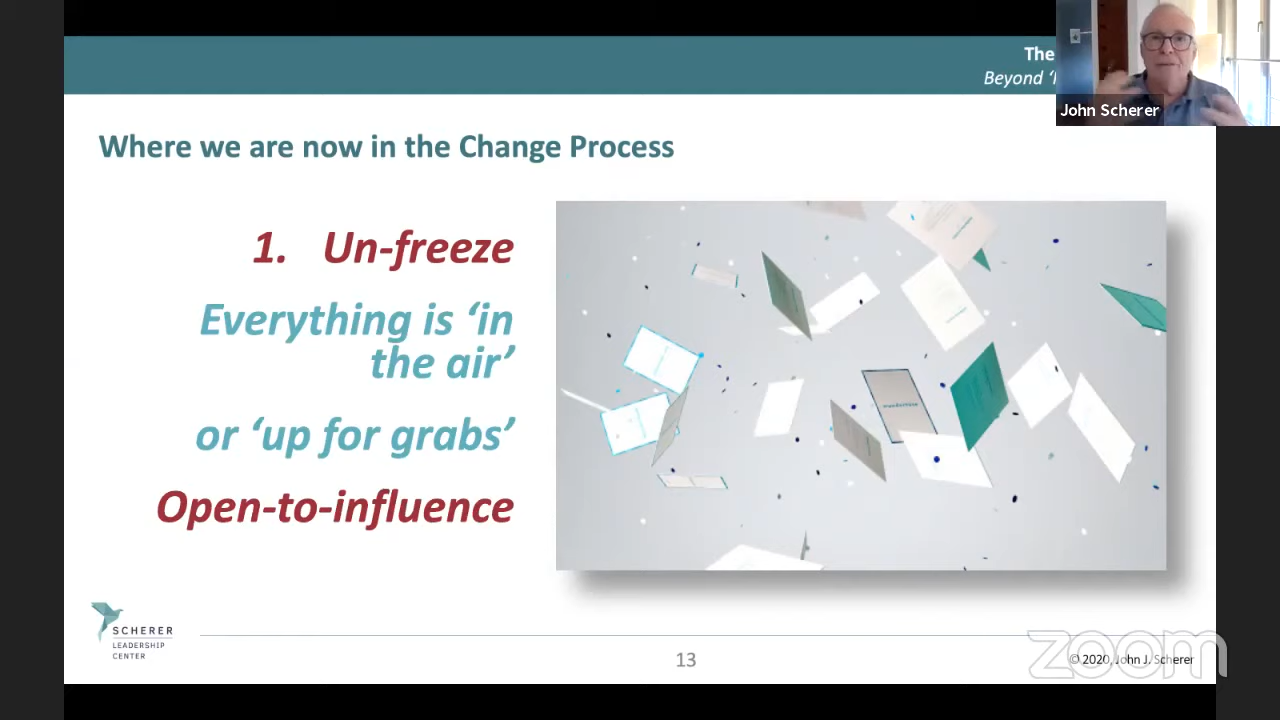 The
Beyond ‘
John Scherer
Where we are now in the Change Process
1. Un-freeze
Everything is ‘in
the air’
or ‘up for grabs’
Open-to-influence
SCHERER
LEADERSHIP
CENTER
13
zoom
© 2020, John J. Scherer